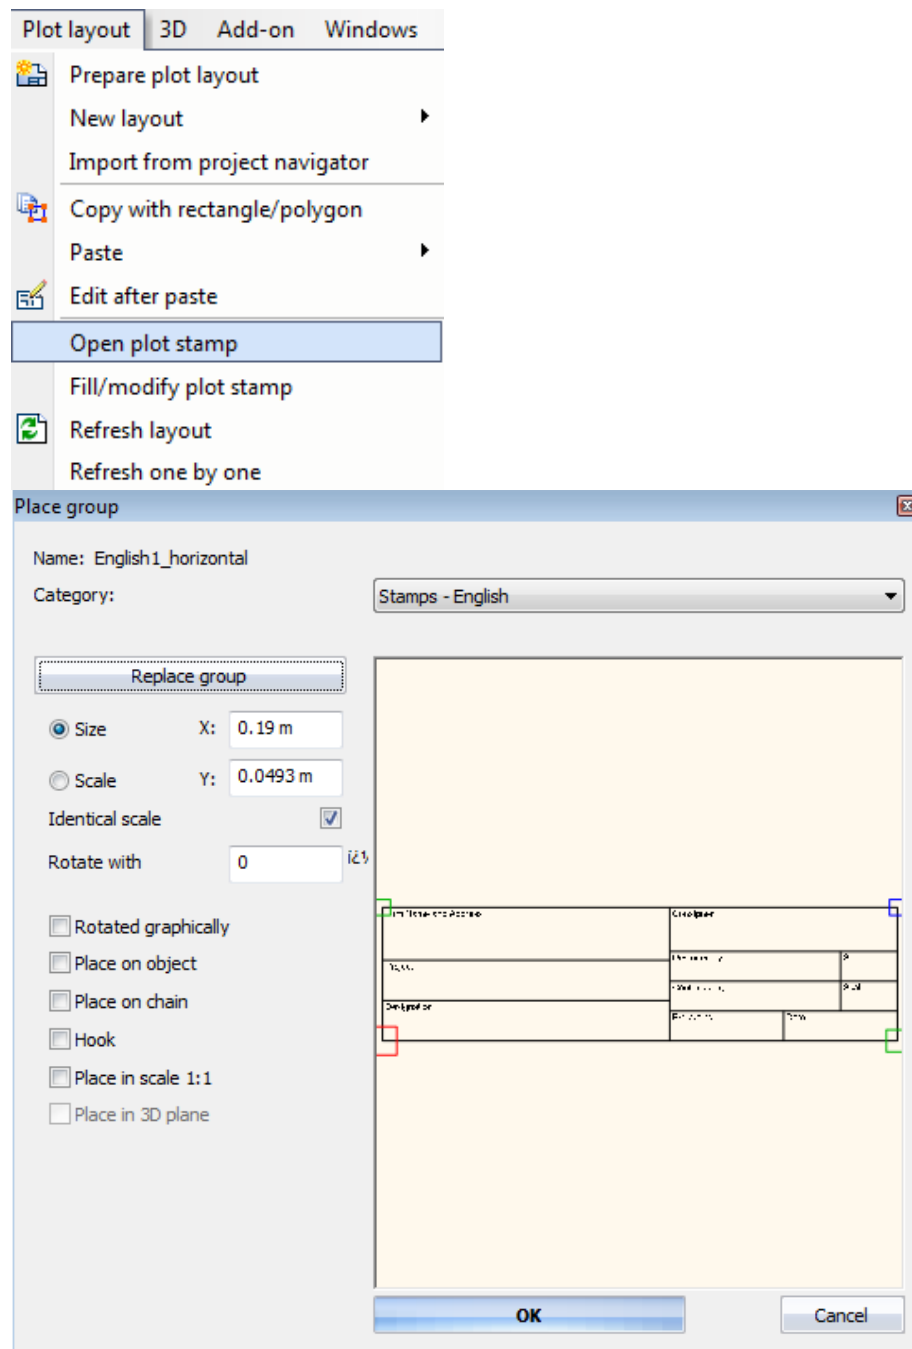 Plot layout 3D Add-on Windows
Prepare plot layout
New layout
Import from project navigator
Copy with rectangle/polygon
Paste
Edit after paste
Open plot stamp
Fill/modify plot stamp
Refresh layout
Refresh one by one
Place group
Name: English1_horizontal
Category: Stamps - English
Replace group
Size X: 0.19 m
Scale Y: 0.0493 m
Identical scale
Rotate with 0
Rotated graphically
Place on object
Place on chain
Hook
Place in scale 1:1
Place in 3D plane
OK Cancel